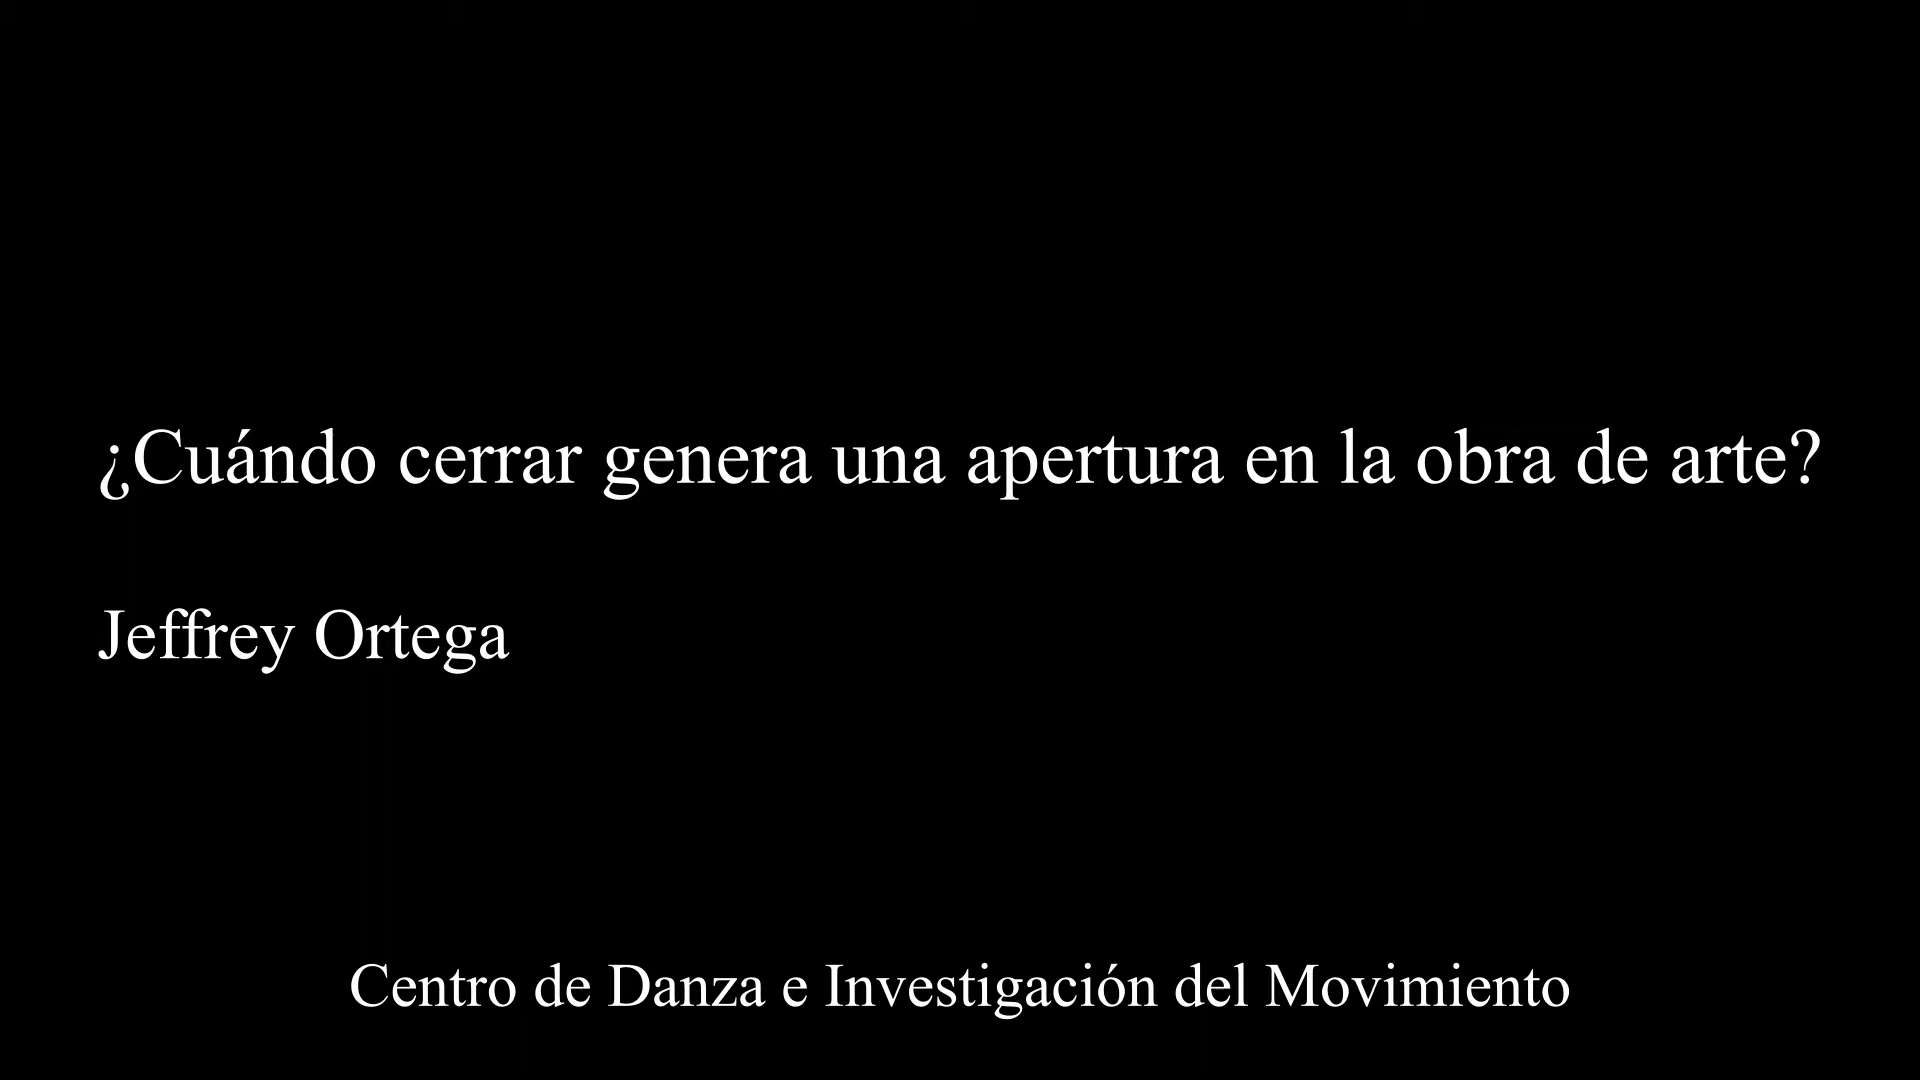 ¿Cuándo cerrar genera una apertura en la obra de arte?
Jeffrey Ortega
Centro de Danza e Investigación del Movimiento